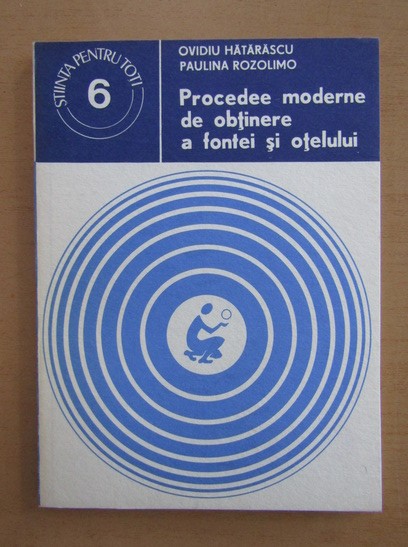 ȘTIINȚA PENTRU TOȚI
6
OVIDIU HĂTĂRĂSCU
PAULINA ROZOLIMO
Procedee moderne
de obținere
a fontei și oțelului